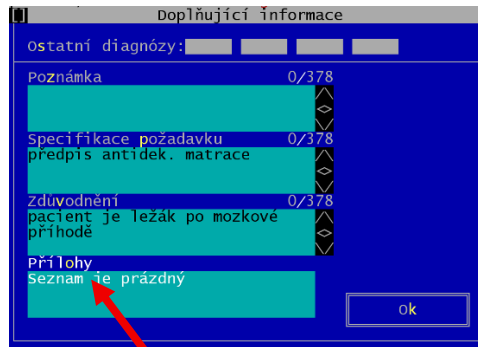 Doplňující informace
Ostatní diagnózy:
Poznámka 0/378
Specifikace požadavku 0/378
předpis antidek. matrace
Zdůvodnění 0/378
pacient je ležák po mozkové
příhodě
Přílohy
Seznam je prázdný
Ok